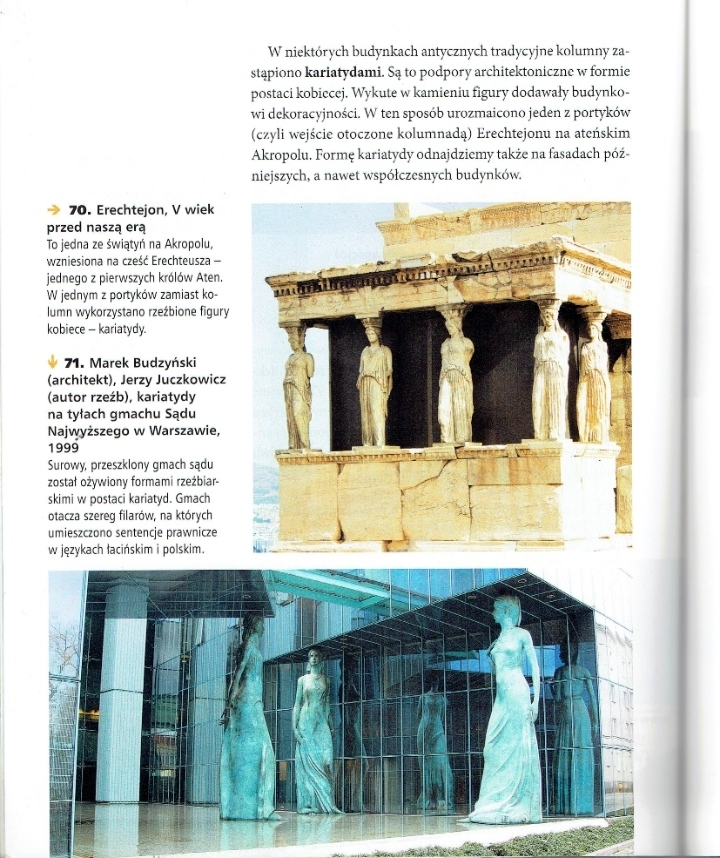 W niektórych budynkach antycznych tradycyjne kolumny za-
stąpiono kariatydami. Są to podpory architektoniczne w formie
postaci kobiecej. Wykute w kamieniu figury dodawały budynko-
wi dekoracyjności. W ten sposób urozmaicono jeden z portyków
(czyli wejście otoczone kolumnadą) Erechtejonu na ateńskim
Akropolu. Formę kariatydy odnajdziemy także na fasadach póź-
niejszych, a nawet współczesnych budynków.
→ 70. Erechtejon, V wiek
przed naszą erą
To jedna ze świątyń na Akropolu,
wzniesiona na cześć Erechteusza –
jednego z pierwszych królów Aten.
W jednym z portyków zamiast ko-
lumn wykorzystano rzeźbione figury
kobiece – kariatydy.
↓ 71. Marek Budzyński
(architekt), Jerzy Juczkowicz
(autor rzeźb), kariatydy
na tyłach gmachu Sądu
Najwyższego w Warszawie,
1999
Surowy, przeszklony gmach sądu
został ożywiony formami rzeźbiar-
skimi w postaci kariatyd. Gmach
otacza szereg filarów, na których
umieszczono sentencje prawnicze
w językach łacińskim i polskim.